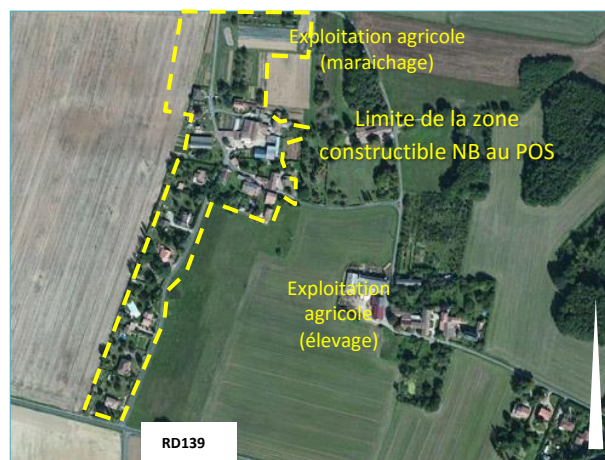 Exploitation agricole
(maraichage)
Limite de la zone
constructible NB au POS
Exploitation
agricole
(élevage)
RD139